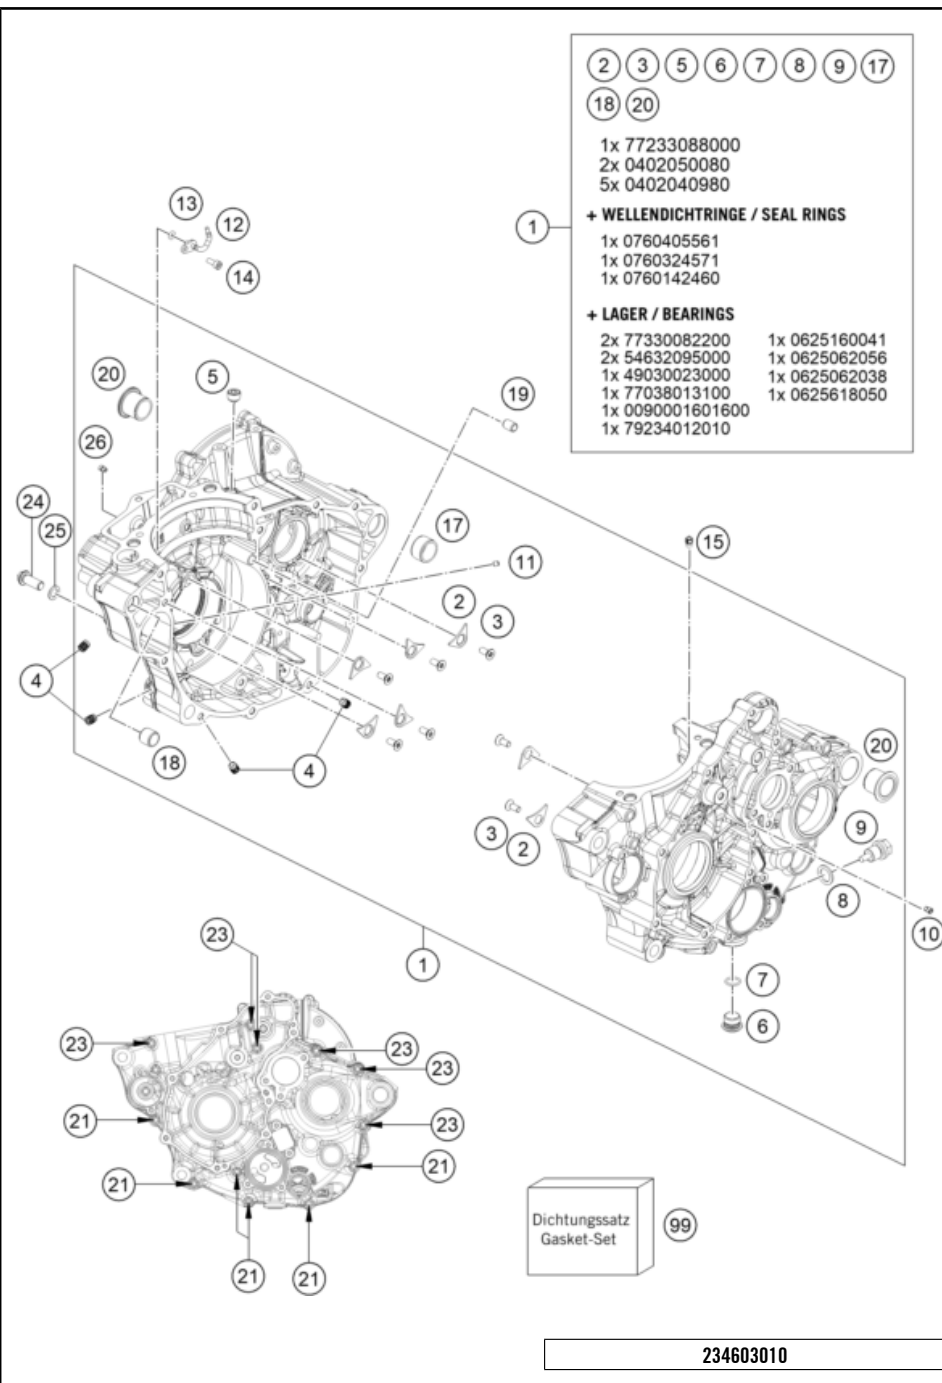 2 3 5 6 7 8 9 17
18 20
1x 77233088000
2x 0402050080
5x 0402040980
+ WELLENDICHTRINGE / SEAL RINGS
1x 0760405561
1x 0760324571
1x 0760142460
+ LAGER / BEARINGS
2x 77330082200 1x 0625160041
2x 54632095000 1x 0625062056
1x 49030023000 1x 0625062038
1x 77038013100 1x 0625618050
1x 0090001601600
1x 79234012010
1
13
12
14
20
5
19
26
24
25
17
15
11
2
3
4
18
4
20
3
2
9
8
10
1
7
6
23
23
23
23
23
21
21
21
21
21
Dichtungssatz
Gasket-Set
99
234603010